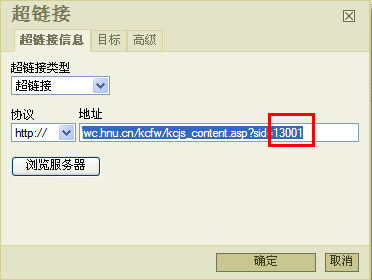 超链接
超链接信息 目标 高级
超链接类型
超链接
协议 地址
http:// wc.hnu.cn/kcfw/kcjs_content.asp?sid=13001
浏览服务器
确定 取消